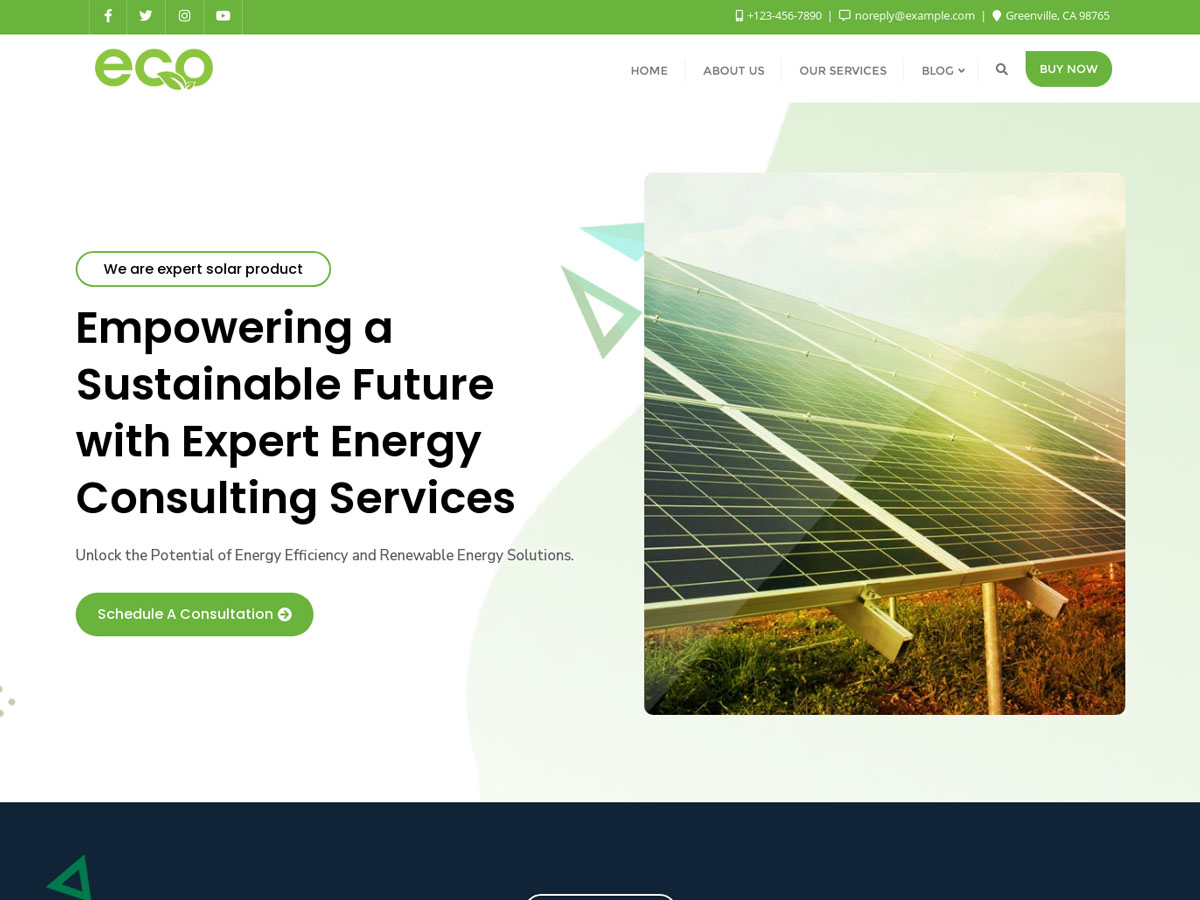 +123-456-7890 | noreply@example.com | Greenville, CA 98765
eco
HOME
ABOUT US
OUR SERVICES
BLOG
BUY NOW
We are expert solar product
Empowering a
Sustainable Future
with Expert Energy
Consulting Services
Unlock the Potential of Energy Efficiency and Renewable Energy Solutions.
Schedule A Consultation